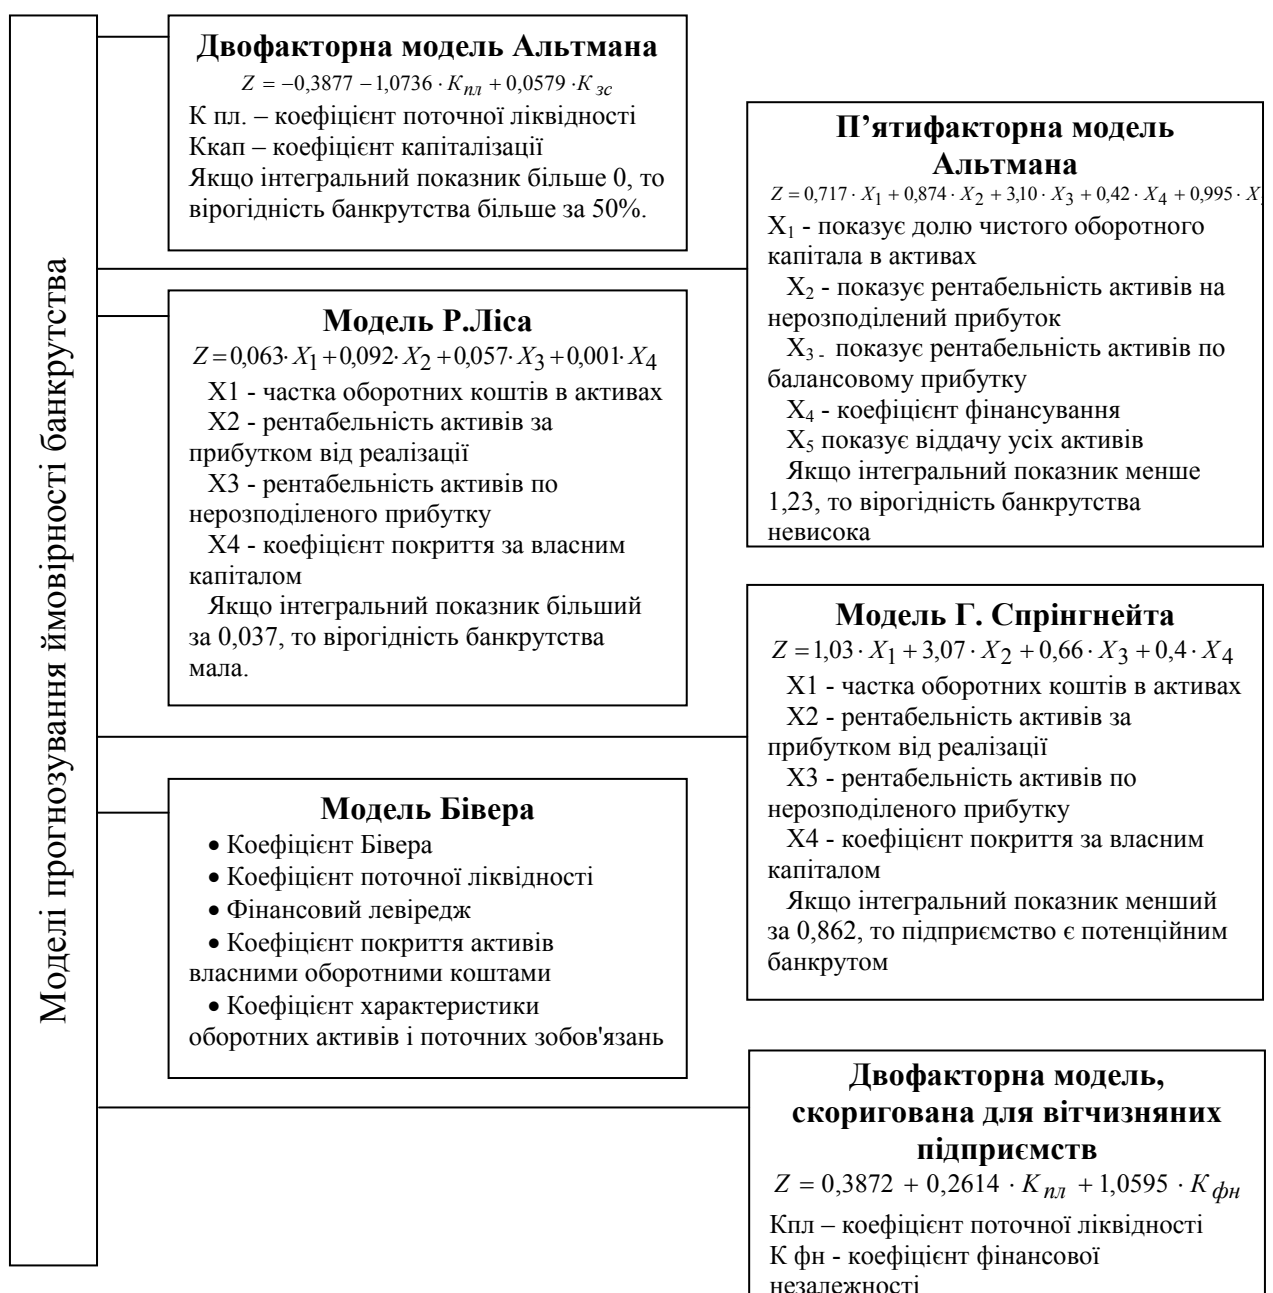 Моделі прогнозування ймовірності банкрутства
Двофакторна модель Альтмана
Z = −0,3877 − 1,0736 · К пл + 0,0579 · К зс
К пл. – коефіцієнт поточної ліквідності
Ккап – коефіцієнт капіталізації
Якщо інтегральний показник більше 0, то
вірогідність банкрутства більше за 50%.
П’ятифакторна модель
Альтмана
Z = 0,717 · X1 + 0,874 · X2 + 3,10 · X3 + 0,42 · X4 + 0,995 · X
X1 - показує долю чистого оборотного
капітала в активах
X2 - показує рентабельність активів на
нерозподілений прибуток
X3 - показує рентабельність активів по
балансовому прибутку
X4 - коефіцієнт фінансування
X5 показує віддачу усіх активів
Якщо інтегральний показник менше
1,23, то вірогідність банкрутства
невисока
Модель Р.Ліса
Z = 0,063· X1 + 0,092· X2 + 0,057· X3 + 0,001· X4
X1 - частка оборотних коштів в активах
X2 - рентабельність активів за
прибутком від реалізації
X3 - рентабельність активів по
нерозподіленого прибутку
X4 - коефіцієнт покриття за власним
капіталом
Якщо інтегральний показник більший
за 0,037, то вірогідність банкрутства
мала.
Модель Г. Спрінгнейта
Z = 1,03 · X1 + 3,07 · X2 + 0,66 · X3 + 0,4 · X4
X1 - частка оборотних коштів в активах
X2 - рентабельність активів за
прибутком від реалізації
X3 - рентабельність активів по
нерозподіленого прибутку
X4 - коефіцієнт покриття за власним
капіталом
Якщо інтегральний показник менший
за 0,862, то підприємство є потенційним
банкрутом
Модель Бівера
• Коефіцієнт Бівера
• Коефіцієнт поточної ліквідності
• Фінансовий левіредж
• Коефіцієнт покриття активів
власними оборотними коштами
• Коефіцієнт характеристики
оборотних активів і поточних зобов'язань
Двофакторна модель,
скоригована для вітчизняних
підприємств
Z = 0,3872 + 0,2614 · К пл + 1,0595 · К фн
Кпл – коефіцієнт поточної ліквідності
К фн - коефіцієнт фінансової
незалежності